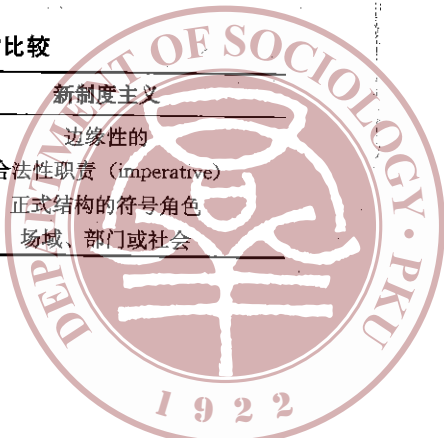 比较
新制度主义
边缘性的
合法性职责（imperative）
正式结构的符号角色
场域、部门或社会
DEPARTMENT OF SOCIOLOGY · PKU
1922